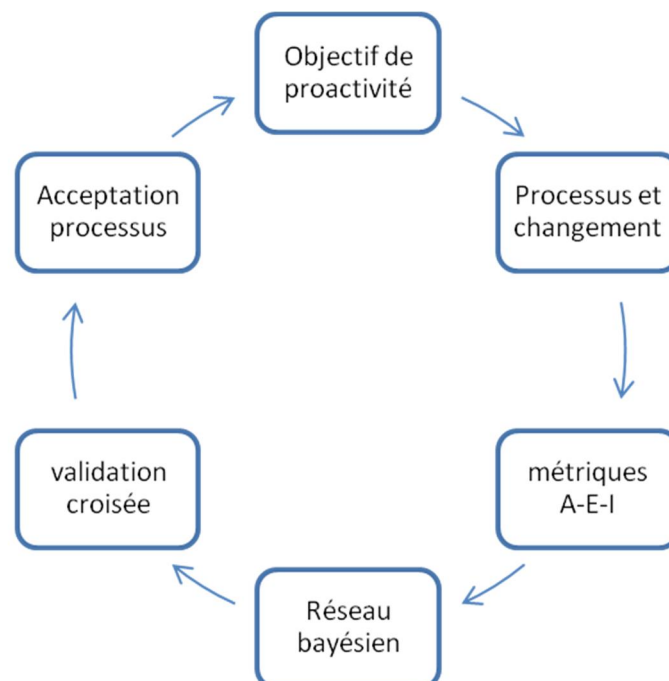 Objectif de
proactivité
Processus et
changement
métriques
A-E-I
Réseau
bayésien
validation
croisée
Acceptation
processus